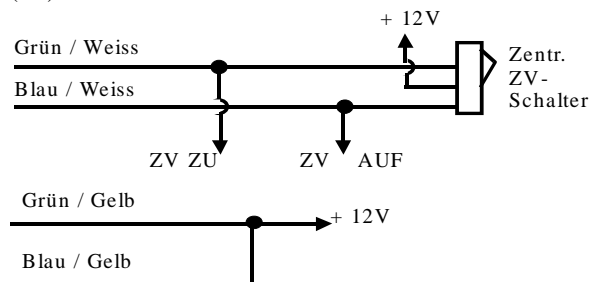 + 12V
Grün / Weiss
Zentr.
ZV-
Schalter
Blau / Weiss
ZV ZU
ZV AUF
Grün / Gelb
+ 12V
Blau / Gelb